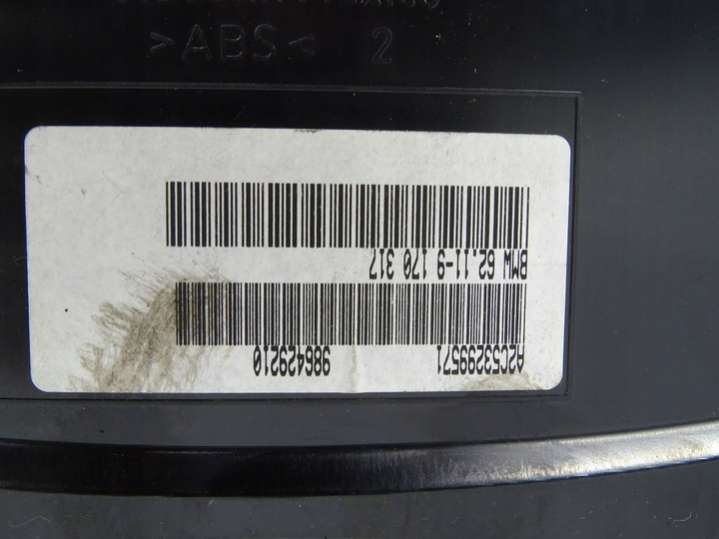 >ABS< 2
A2C53299571 986429210
BMW 62.11-9 170 317